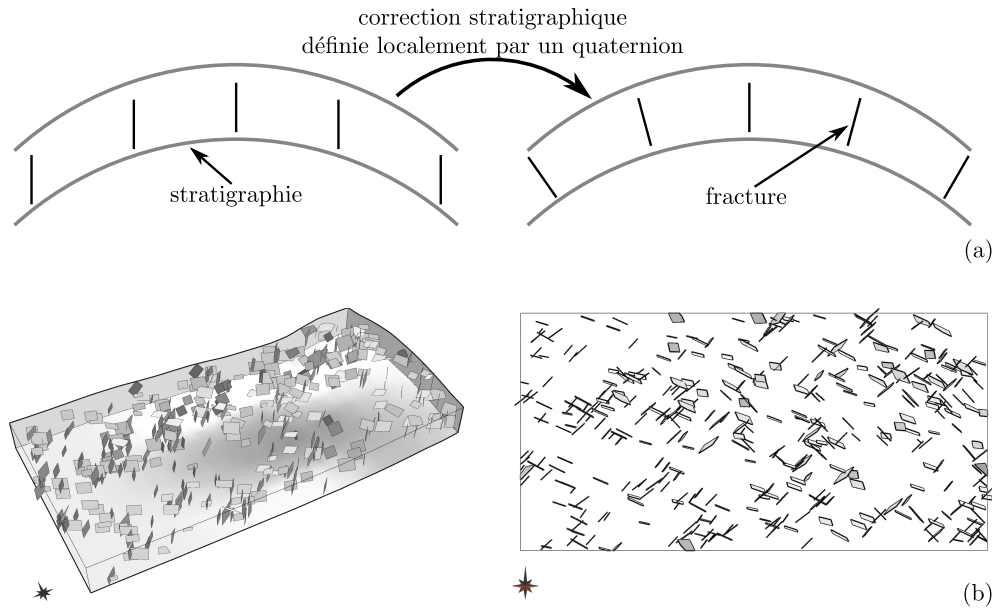 correction stratigraphique
définie localement par un quaternion
stratigraphie
fracture
(a)
(b)